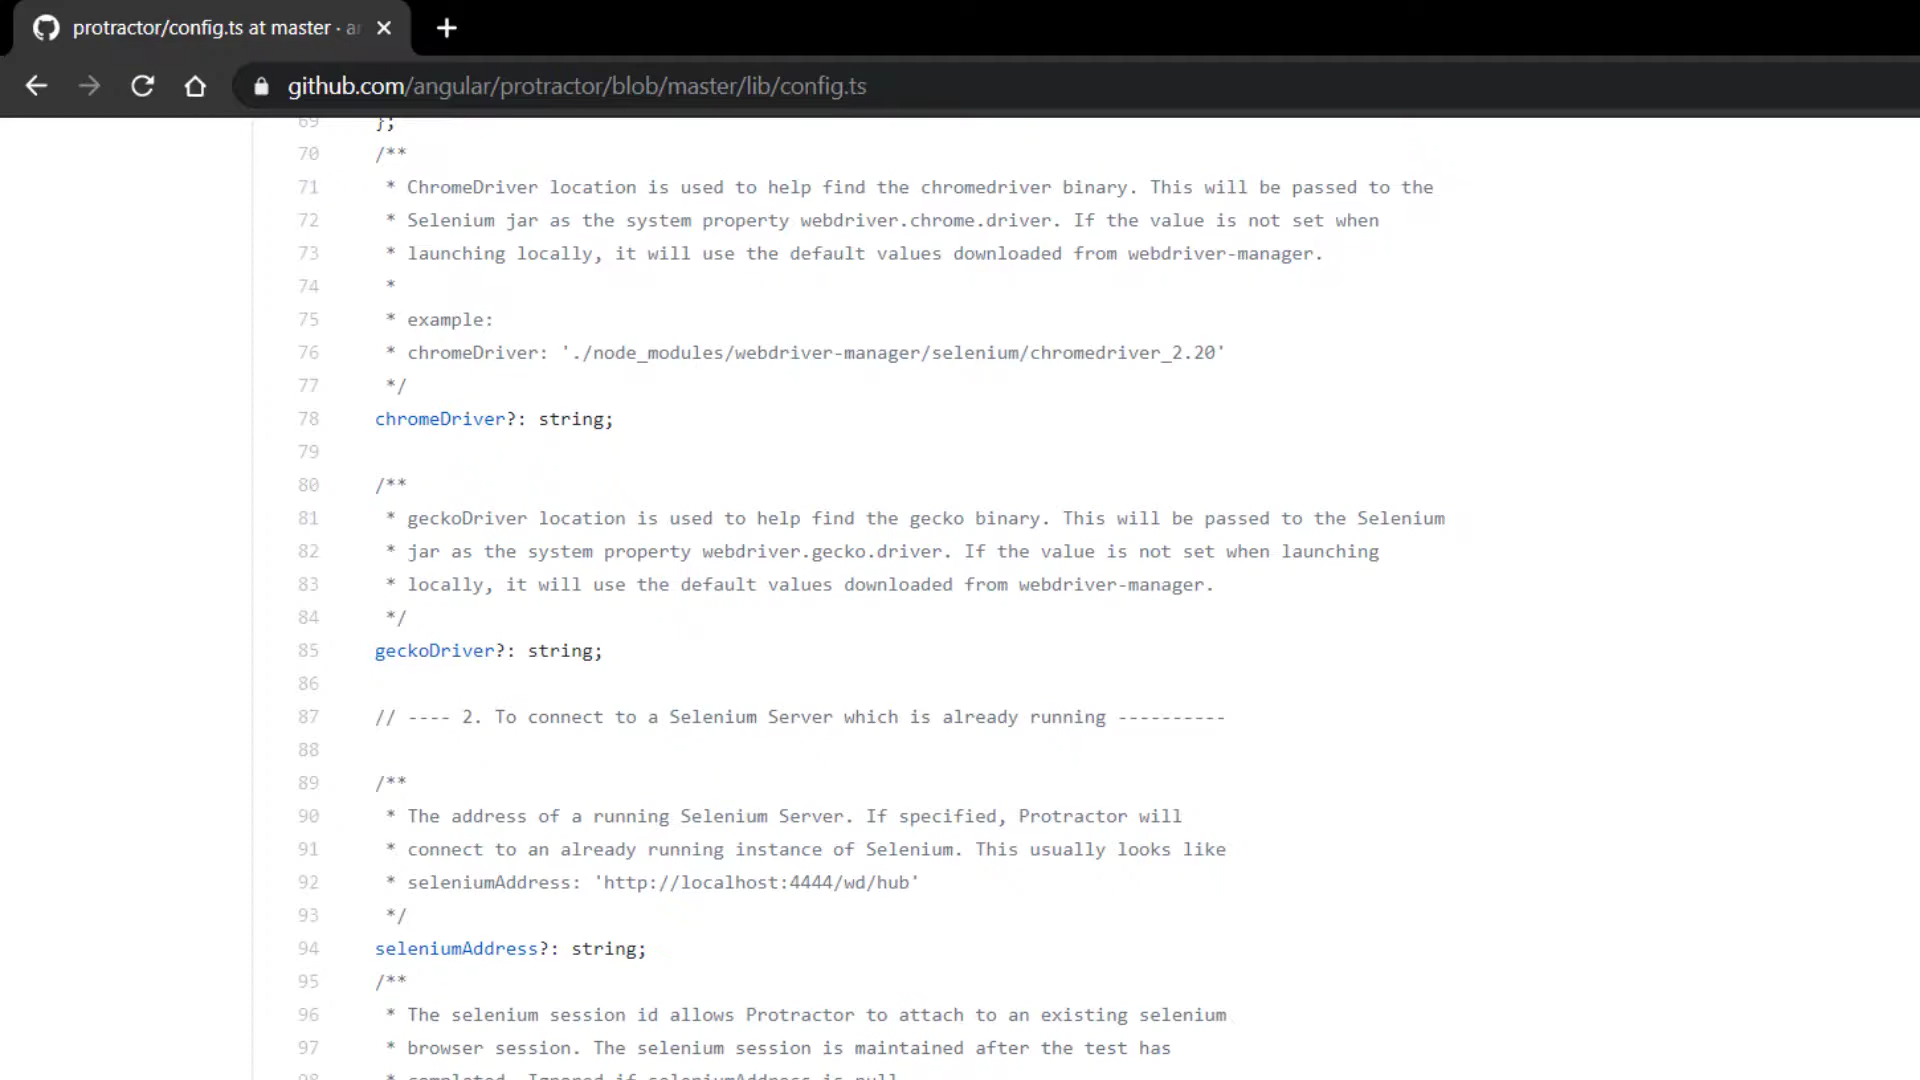 protractor/config.ts at master · a
github.com/angular/protractor/blob/master/lib/config.ts
69 };
70 /**
71 * ChromeDriver location is used to help find the chromedriver binary. This will be passed to the
72 * Selenium jar as the system property webdriver.chrome.driver. If the value is not set when
73 * launching locally, it will use the default values downloaded from webdriver-manager.
74 *
75 * example:
76 * chromeDriver: './node_modules/webdriver-manager/selenium/chromedriver_2.20'
77 */
78 chromeDriver?: string;
79
80 /**
81 * geckoDriver location is used to help find the gecko binary. This will be passed to the Selenium
82 * jar as the system property webdriver.gecko.driver. If the value is not set when launching
83 * locally, it will use the default values downloaded from webdriver-manager.
84 */
85 geckoDriver?: string;
86
87 // ---- 2. To connect to a Selenium Server which is already running ----------
88
89 /**
90 * The address of a running Selenium Server. If specified, Protractor will
91 * connect to an already running instance of Selenium. This usually looks like
92 * seleniumAddress: 'http://localhost:4444/wd/hub'
93 */
94 seleniumAddress?: string;
95 /**
96 * The selenium session id allows Protractor to attach to an existing selenium
97 * browser session. The selenium session is maintained after the test has
98 * completed. Ignored if seleniumAddress is null.